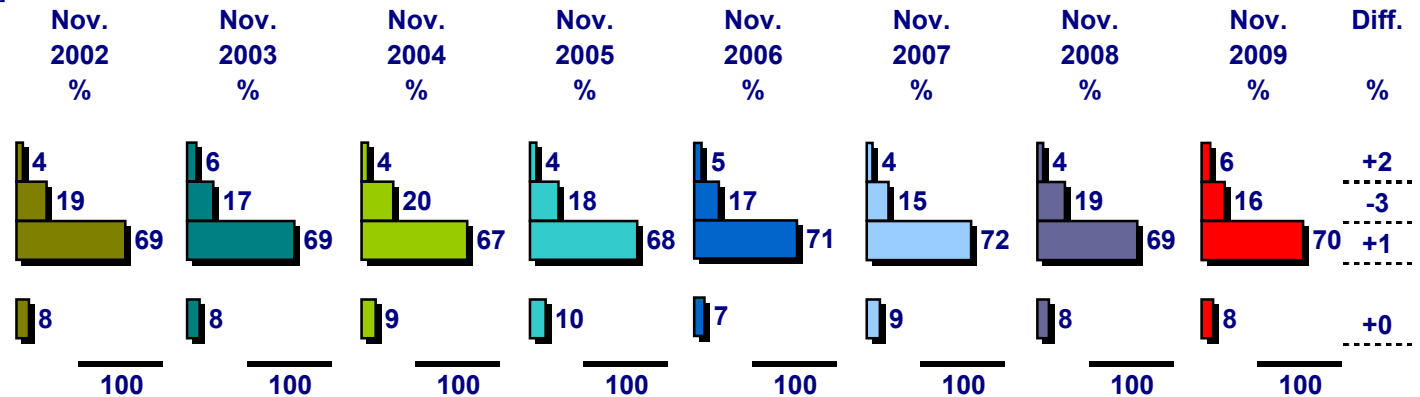 Nov. Nov. Nov. Nov. Nov. Nov. Nov. Nov. Diff.
2002 2003 2004 2005 2006 2007 2008 2009
% % % % % % % % %
4 6 4 4 5 4 4 6 +2
19 17 20 18 17 15 19 16 -3
69 69 67 68 71 72 69 70 +1
8 8 9 10 7 9 8 8 +0
100 100 100 100 100 100 100 100